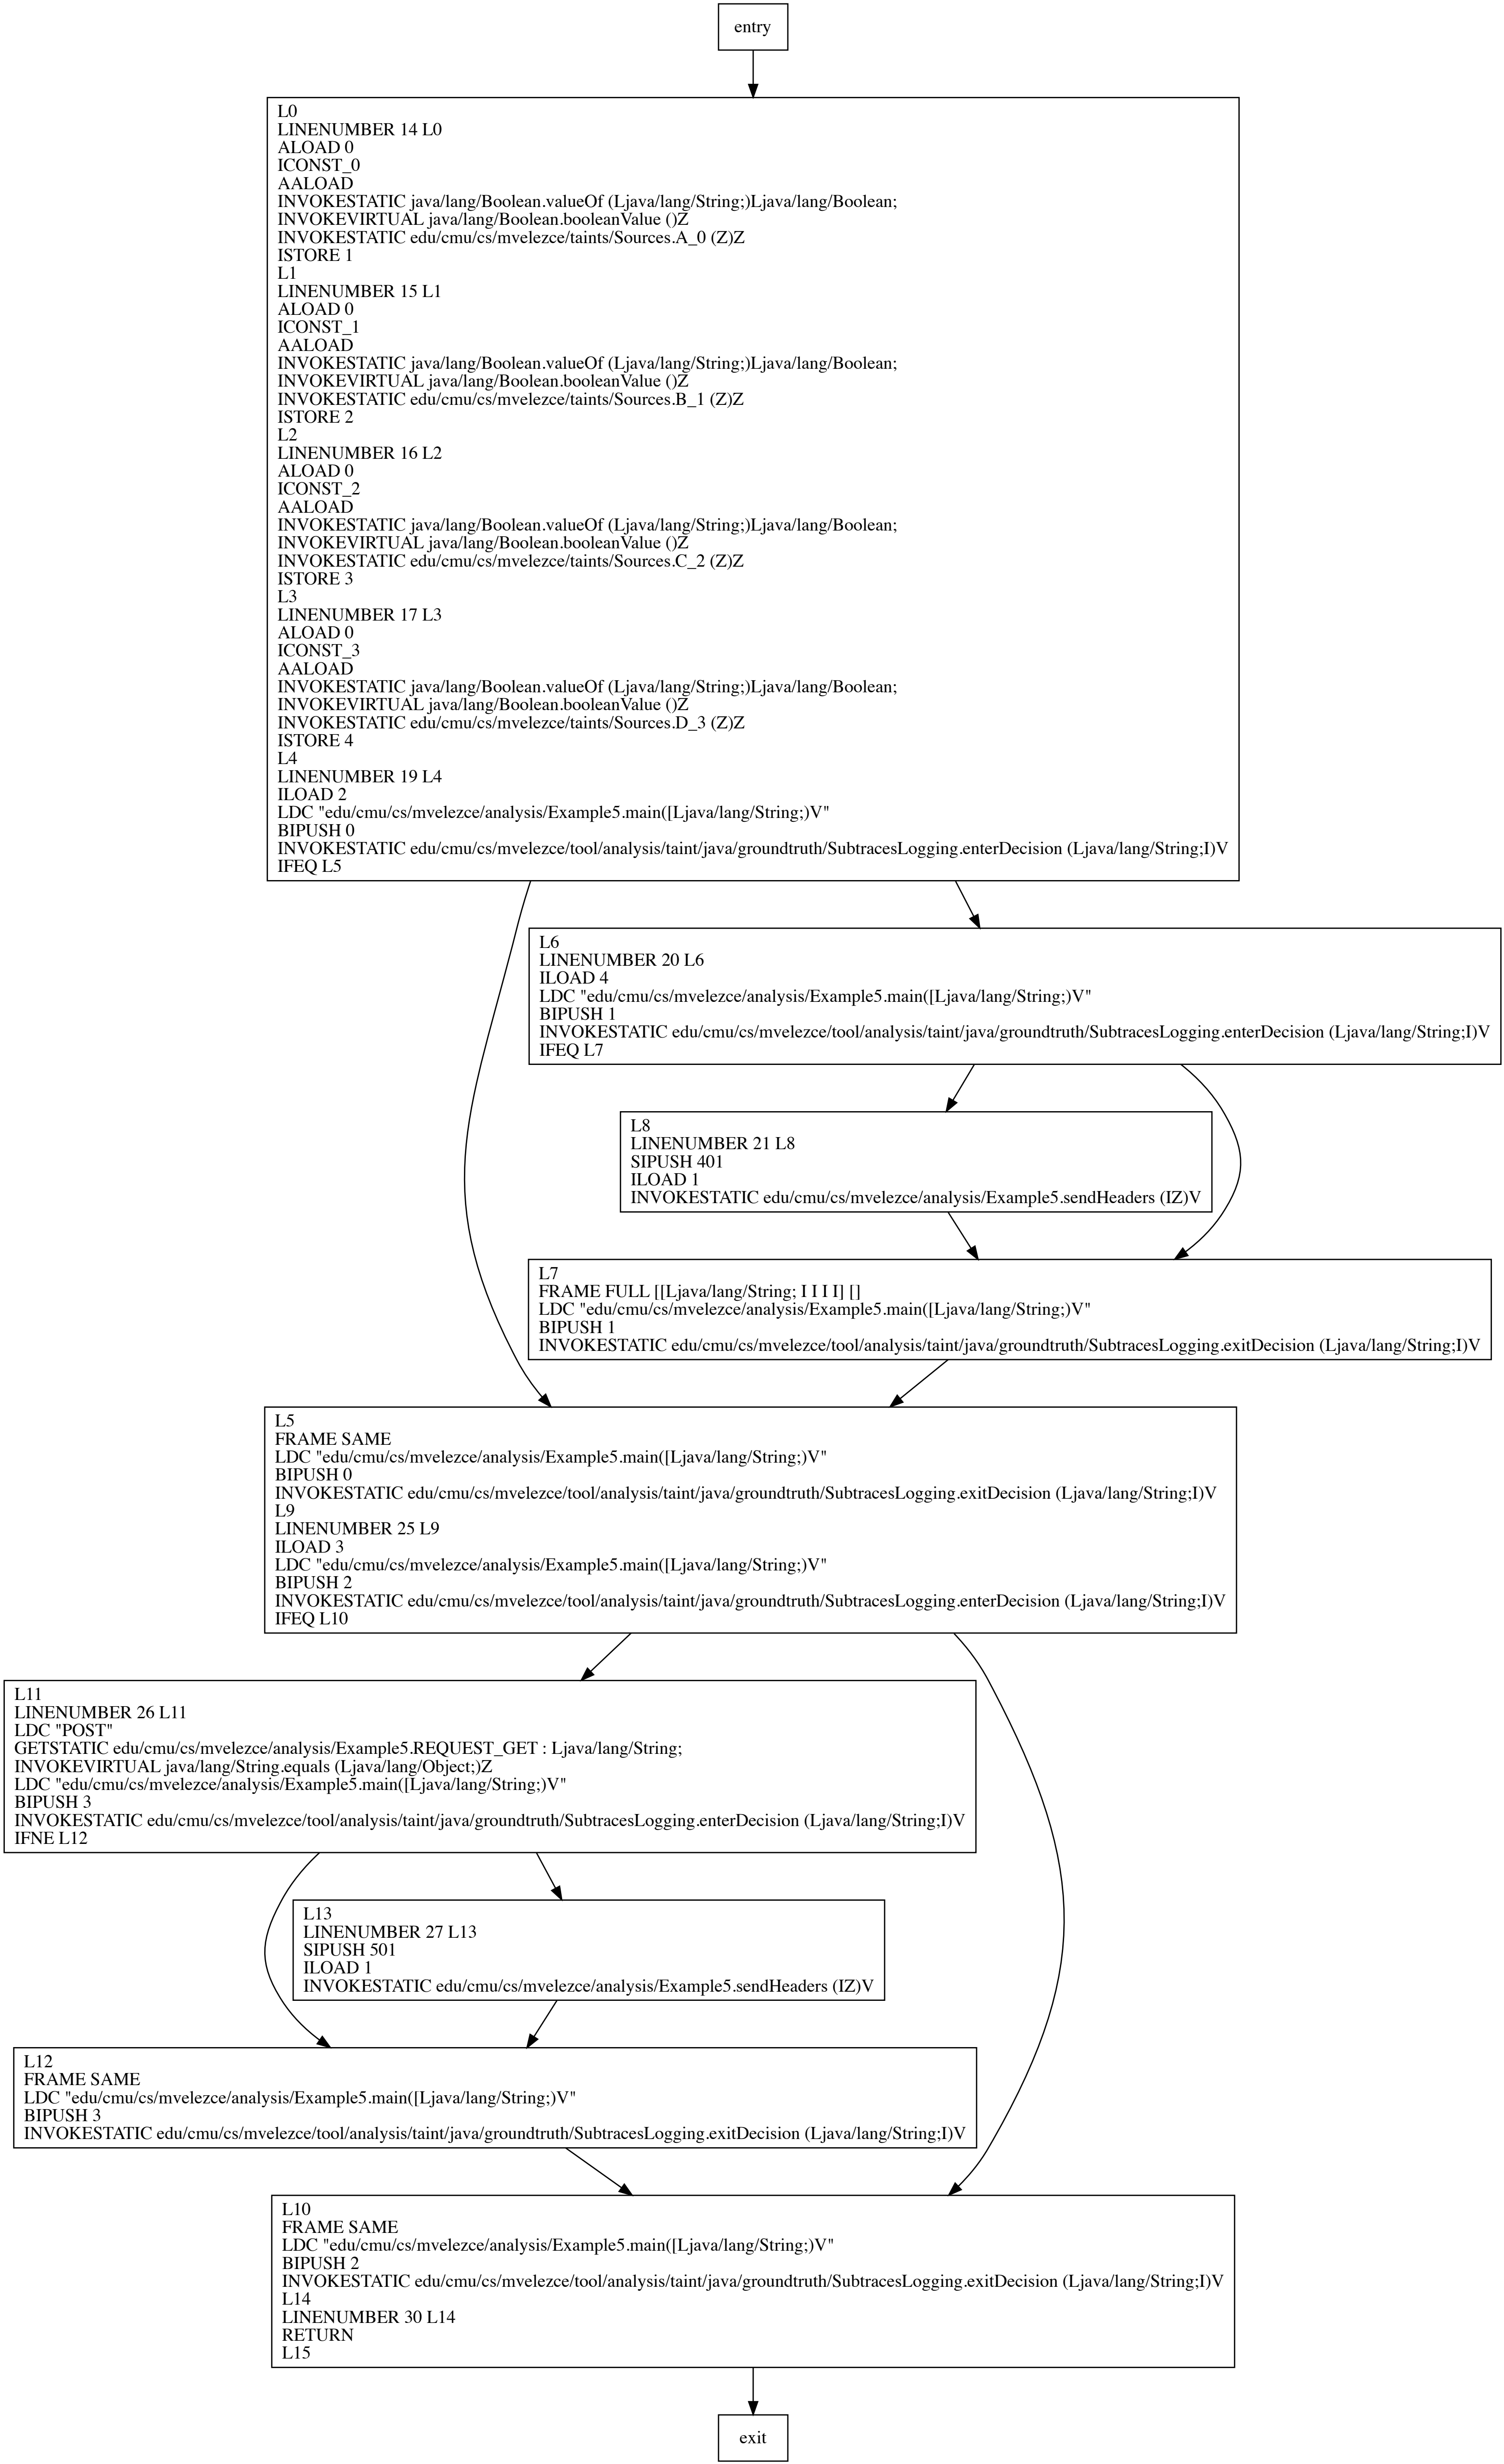 entry
L0
LINENUMBER 14 L0
ALOAD 0
ICONST_0
AALOAD
INVOKESTATIC java/lang/Boolean.valueOf (Ljava/lang/String;)Ljava/lang/Boolean;
INVOKEVIRTUAL java/lang/Boolean.booleanValue ()Z
INVOKESTATIC edu/cmu/cs/mvelezce/taints/Sources.A_0 (Z)Z
ISTORE 1
L1
LINENUMBER 15 L1
ALOAD 0
ICONST_1
AALOAD
INVOKESTATIC java/lang/Boolean.valueOf (Ljava/lang/String;)Ljava/lang/Boolean;
INVOKEVIRTUAL java/lang/Boolean.booleanValue ()Z
INVOKESTATIC edu/cmu/cs/mvelezce/taints/Sources.B_1 (Z)Z
ISTORE 2
L2
LINENUMBER 16 L2
ALOAD 0
ICONST_2
AALOAD
INVOKESTATIC java/lang/Boolean.valueOf (Ljava/lang/String;)Ljava/lang/Boolean;
INVOKEVIRTUAL java/lang/Boolean.booleanValue ()Z
INVOKESTATIC edu/cmu/cs/mvelezce/taints/Sources.C_2 (Z)Z
ISTORE 3
L3
LINENUMBER 17 L3
ALOAD 0
ICONST_3
AALOAD
INVOKESTATIC java/lang/Boolean.valueOf (Ljava/lang/String;)Ljava/lang/Boolean;
INVOKEVIRTUAL java/lang/Boolean.booleanValue ()Z
INVOKESTATIC edu/cmu/cs/mvelezce/taints/Sources.D_3 (Z)Z
ISTORE 4
L4
LINENUMBER 19 L4
ILOAD 2
LDC "edu/cmu/cs/mvelezce/analysis/Example5.main([Ljava/lang/String;)V"
BIPUSH 0
INVOKESTATIC edu/cmu/cs/mvelezce/tool/analysis/taint/java/groundtruth/SubtracesLogging.enterDecision (Ljava/lang/String;I)V
IFEQ L5
L6
LINENUMBER 20 L6
ILOAD 4
LDC "edu/cmu/cs/mvelezce/analysis/Example5.main([Ljava/lang/String;)V"
BIPUSH 1
INVOKESTATIC edu/cmu/cs/mvelezce/tool/analysis/taint/java/groundtruth/SubtracesLogging.enterDecision (Ljava/lang/String;I)V
IFEQ L7
L8
LINENUMBER 21 L8
SIPUSH 401
ILOAD 1
INVOKESTATIC edu/cmu/cs/mvelezce/analysis/Example5.sendHeaders (IZ)V
L7
FRAME FULL [[Ljava/lang/String; I I I I] []
LDC "edu/cmu/cs/mvelezce/analysis/Example5.main([Ljava/lang/String;)V"
BIPUSH 1
INVOKESTATIC edu/cmu/cs/mvelezce/tool/analysis/taint/java/groundtruth/SubtracesLogging.exitDecision (Ljava/lang/String;I)V
L5
FRAME SAME
LDC "edu/cmu/cs/mvelezce/analysis/Example5.main([Ljava/lang/String;)V"
BIPUSH 0
INVOKESTATIC edu/cmu/cs/mvelezce/tool/analysis/taint/java/groundtruth/SubtracesLogging.exitDecision (Ljava/lang/String;I)V
L9
LINENUMBER 25 L9
ILOAD 3
LDC "edu/cmu/cs/mvelezce/analysis/Example5.main([Ljava/lang/String;)V"
BIPUSH 2
INVOKESTATIC edu/cmu/cs/mvelezce/tool/analysis/taint/java/groundtruth/SubtracesLogging.enterDecision (Ljava/lang/String;I)V
IFEQ L10
L11
LINENUMBER 26 L11
LDC "POST"
GETSTATIC edu/cmu/cs/mvelezce/analysis/Example5.REQUEST_GET : Ljava/lang/String;
INVOKEVIRTUAL java/lang/String.equals (Ljava/lang/Object;)Z
LDC "edu/cmu/cs/mvelezce/analysis/Example5.main([Ljava/lang/String;)V"
BIPUSH 3
INVOKESTATIC edu/cmu/cs/mvelezce/tool/analysis/taint/java/groundtruth/SubtracesLogging.enterDecision (Ljava/lang/String;I)V
IFNE L12
L13
LINENUMBER 27 L13
SIPUSH 501
ILOAD 1
INVOKESTATIC edu/cmu/cs/mvelezce/analysis/Example5.sendHeaders (IZ)V
L12
FRAME SAME
LDC "edu/cmu/cs/mvelezce/analysis/Example5.main([Ljava/lang/String;)V"
BIPUSH 3
INVOKESTATIC edu/cmu/cs/mvelezce/tool/analysis/taint/java/groundtruth/SubtracesLogging.exitDecision (Ljava/lang/String;I)V
L10
FRAME SAME
LDC "edu/cmu/cs/mvelezce/analysis/Example5.main([Ljava/lang/String;)V"
BIPUSH 2
INVOKESTATIC edu/cmu/cs/mvelezce/tool/analysis/taint/java/groundtruth/SubtracesLogging.exitDecision (Ljava/lang/String;I)V
L14
LINENUMBER 30 L14
RETURN
L15
exit